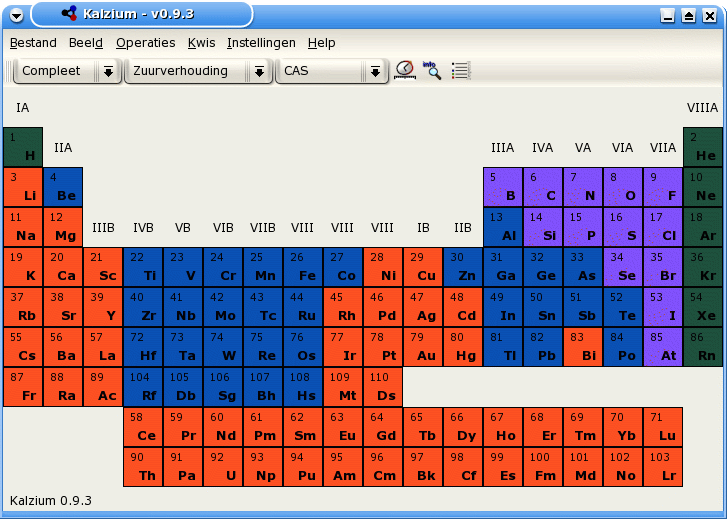 Kalzium - v0.9.3
Bestand Beeld Operaties Kwis Instellingen Help
Compleet Zuurverhouding CAS
info
IA VIIIA
1 2
H IIA IIIA IVA VA VIA VIIA He
3 4 5 6 7 8 9 10
Li Be B C N O F Ne
11 12 13 14 15 16 17 18
Na Mg IIIB IVB VB VIB VIIB VIII VIII VIII IB IIB Al Si P S Cl Ar
19 20 21 22 23 24 25 26 27 28 29 30 31 32 33 34 35 36
K Ca Sc Ti V Cr Mn Fe Co Ni Cu Zn Ga Ge As Se Br Kr
37 38 39 40 41 42 43 44 45 46 47 48 49 50 51 52 53 54
Rb Sr Y Zr Nb Mo Tc Ru Rh Pd Ag Cd In Sn Sb Te I Xe
55 56 57 72 73 74 75 76 77 78 79 80 81 82 83 84 85 86
Cs Ba La Hf Ta W Re Os Ir Pt Au Hg Tl Pb Bi Po At Rn
87 88 89 104 105 106 107 108 109 110
Fr Ra Ac Rf Db Sg Bh Hs Mt Ds
58 59 60 61 62 63 64 65 66 67 68 69 70 71
Ce Pr Nd Pm Sm Eu Gd Tb Dy Ho Er Tm Yb Lu
90 91 92 93 94 95 96 97 98 99 100 101 102 103
Th Pa U Np Pu Am Cm Bk Cf Es Fm Md No Lr
Kalzium 0.9.3